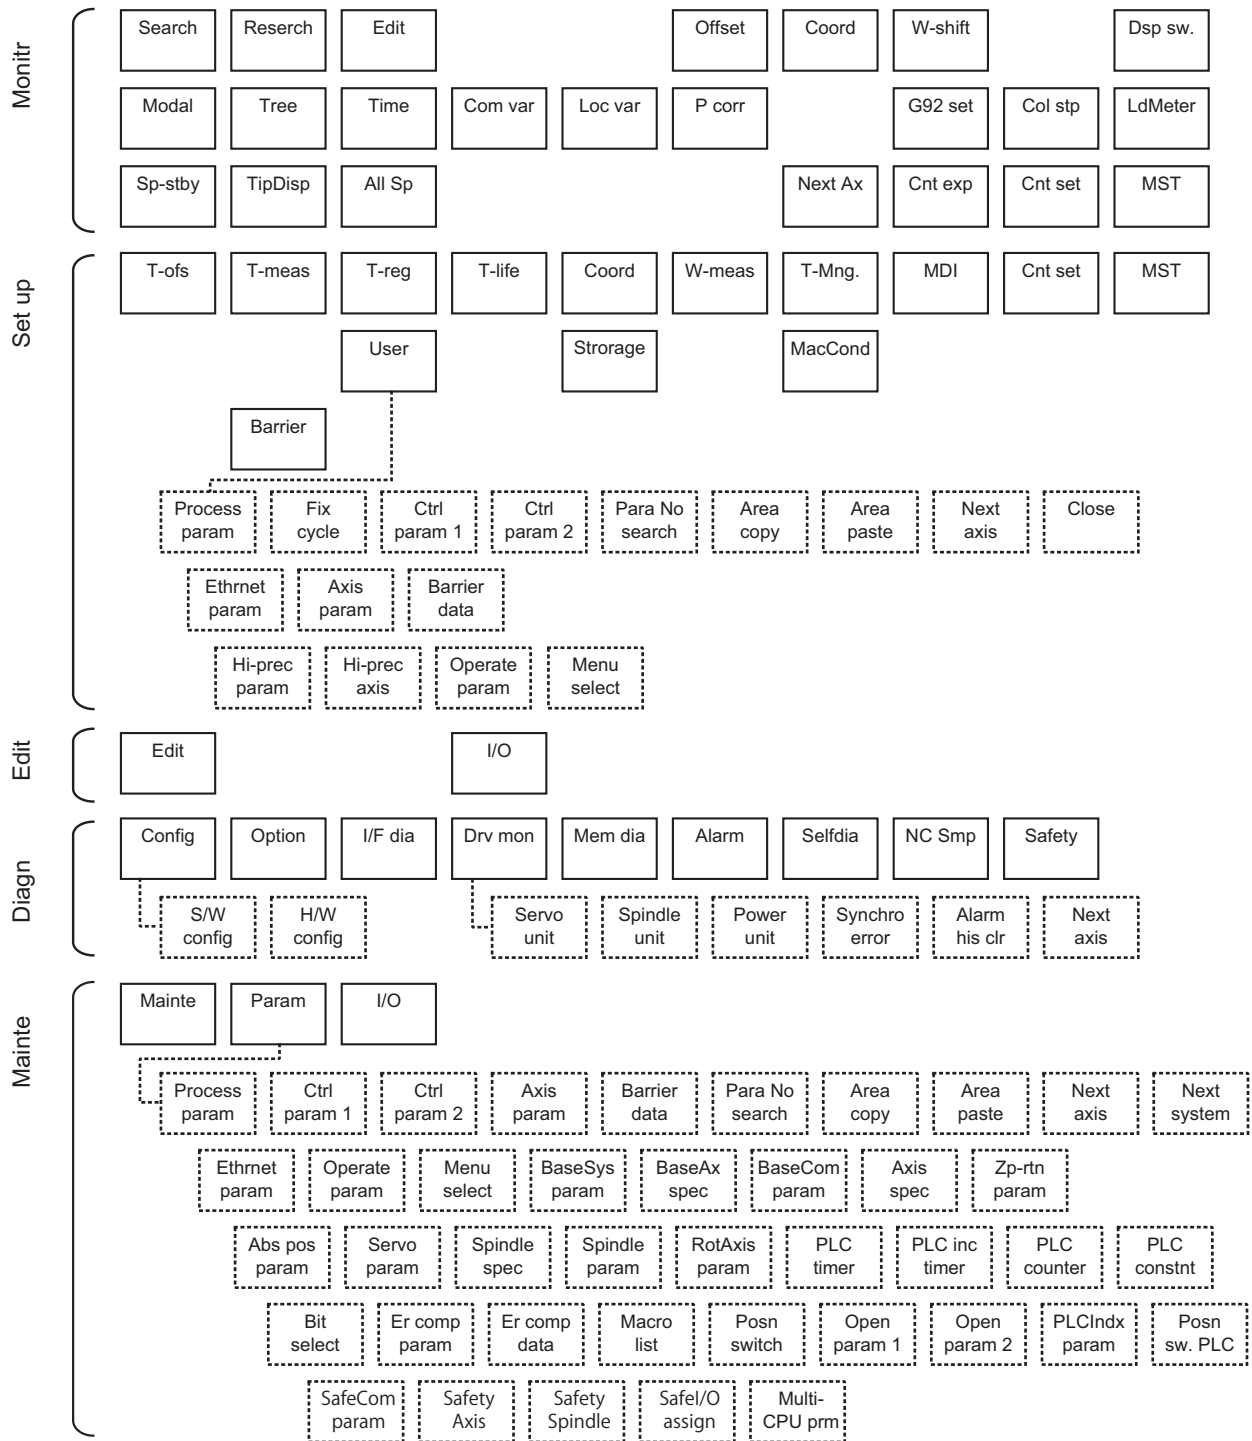 Monitr
Search Reserch Edit Offset Coord W-shift Dsp sw.
Modal Tree Time Com var Loc var P corr G92 set Col stp LdMeter
Sp-stby TipDisp All Sp Next Ax Cnt exp Cnt set MST
Set up
T-ofs T-meas T-reg T-life Coord W-meas T-Mng. MDI Cnt set MST
User Strorage MacCond
Barrier
Process Fix Ctrl Ctrl Para No Area Area Next Close
param cycle param 1 param 2 search copy paste axis
Ethrnet Axis Barrier
param param data
Hi-prec Hi-prec Operate Menu
param axis param select
Edit
Edit I/O
Diagn
Config Option I/F dia Drv mon Mem dia Alarm Selfdia NC Smp Safety
S/W H/W Servo Spindle Power Synchro Alarm Next
config config unit unit unit error his clr axis
Mainte
Mainte Param I/O
Process Ctrl Ctrl Axis Barrier Para No Area Area Next Next
param param 1 param 2 param data search copy paste axis system
Ethrnet Operate Menu BaseSys BaseAx BaseCom Axis Zp-rtn
param param select param spec param spec param
Abs pos Servo Spindle Spindle RotAxis PLC PLC inc PLC PLC
param param spec param param timer timer counter constnt
Bit Er comp Er comp Macro Posn Open Open PLCIndx Posn
select param data list switch param 1 param 2 param sw. PLC
SafeCom Safety Safety SafeI/O Multi-
param Axis Spindle assign CPU prm